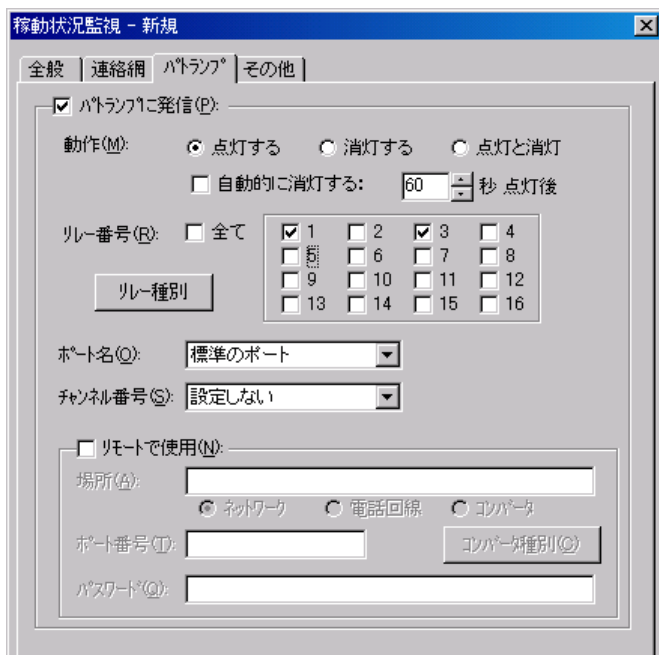 稼動状況監視 - 新規
全般 連絡網 パトランプ その他
パトランプに発信(P):
動作(M): 点灯する 消灯する 点灯と消灯
自動的に消灯する: 60 秒 点灯後
リレー番号(R): 全て 1 2 3 4
5 6 7 8
リレー種別 9 10 11 12
13 14 15 16
ポート名(O): 標準のポート
チャンネル番号(S): 設定しない
リモートで使用(N):
場所(A):
ネットワーク 電話回線 コンバータ
ポート番号(T): コンバータ種別(C)
パスワード(Q):